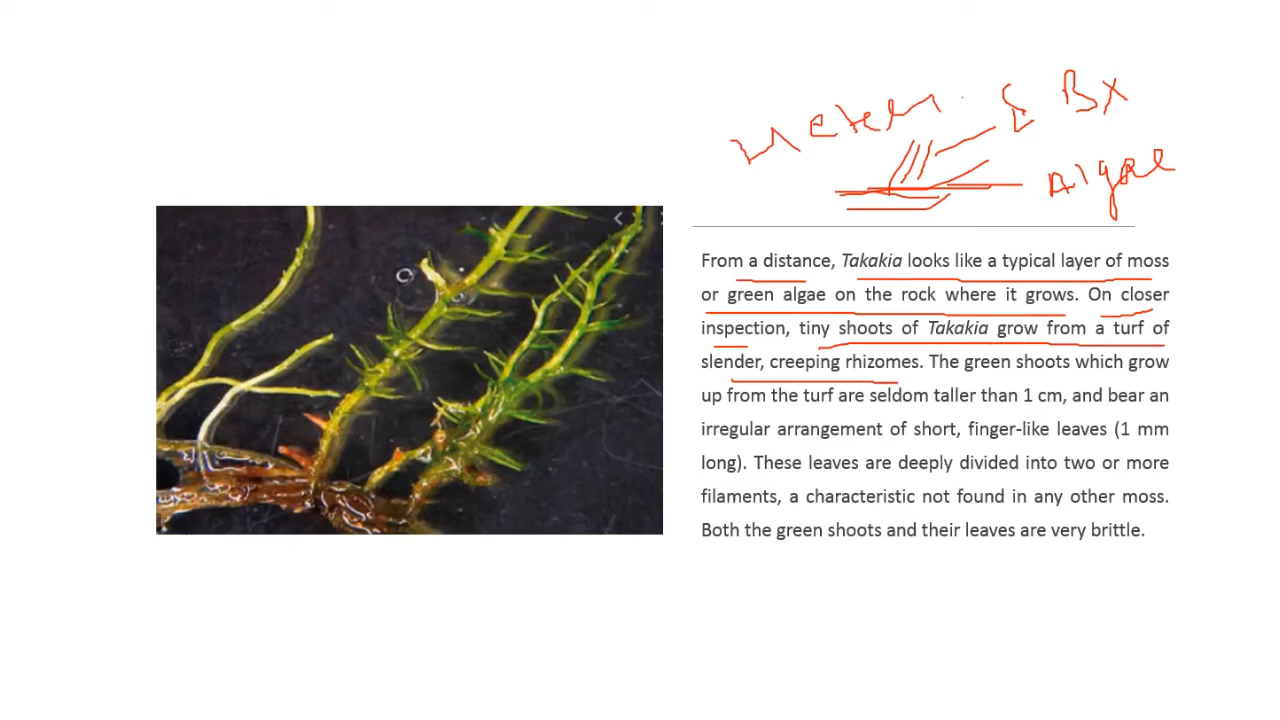 Bx
Algae
From a distance, Takakia looks like a typical layer of moss
or green algae on the rock where it grows. On closer
inspection, tiny shoots of Takakia grow from a turf of
slender, creeping rhizomes. The green shoots which grow
up from the turf are seldom taller than 1 cm, and bear an
irregular arrangement of short, finger-like leaves (1 mm
long). These leaves are deeply divided into two or more
filaments, a characteristic not found in any other moss.
Both the green shoots and their leaves are very brittle.